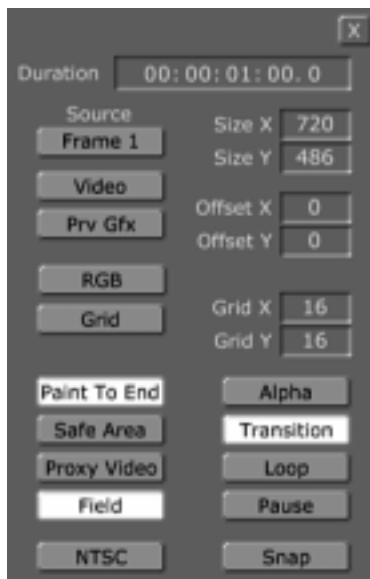 X
Duration 00:00:01:00.0
Source
Frame 1
Size X 720
Size Y 486
Video
Prv Gfx
Offset X 0
Offset Y 0
RGB
Grid
Grid X 16
Grid Y 16
Paint To End Alpha
Safe Area Transition
Proxy Video Loop
Field Pause
NTSC Snap